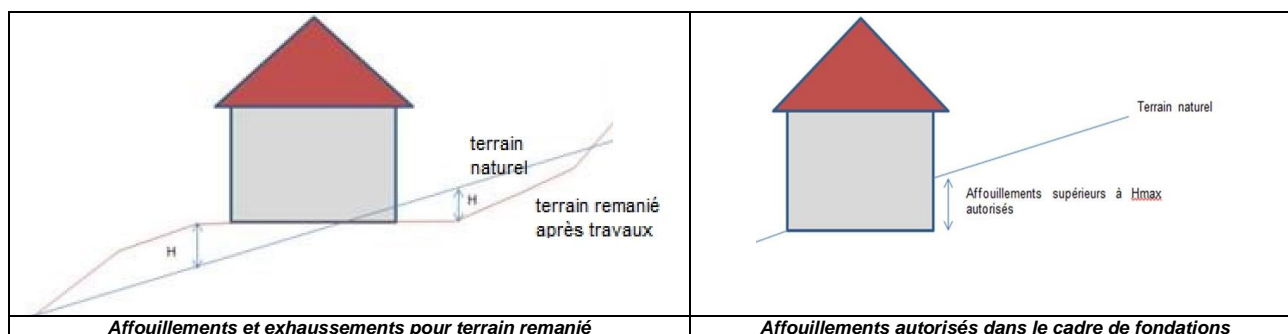 terrain
naturel
H
terrain remanié
après travaux
H
Affouillements et exhaussements pour terrain remanié
Terrain naturel
Affouillements supérieurs à Hmax
autorisés
Affouillements autorisés dans le cadre de fondations